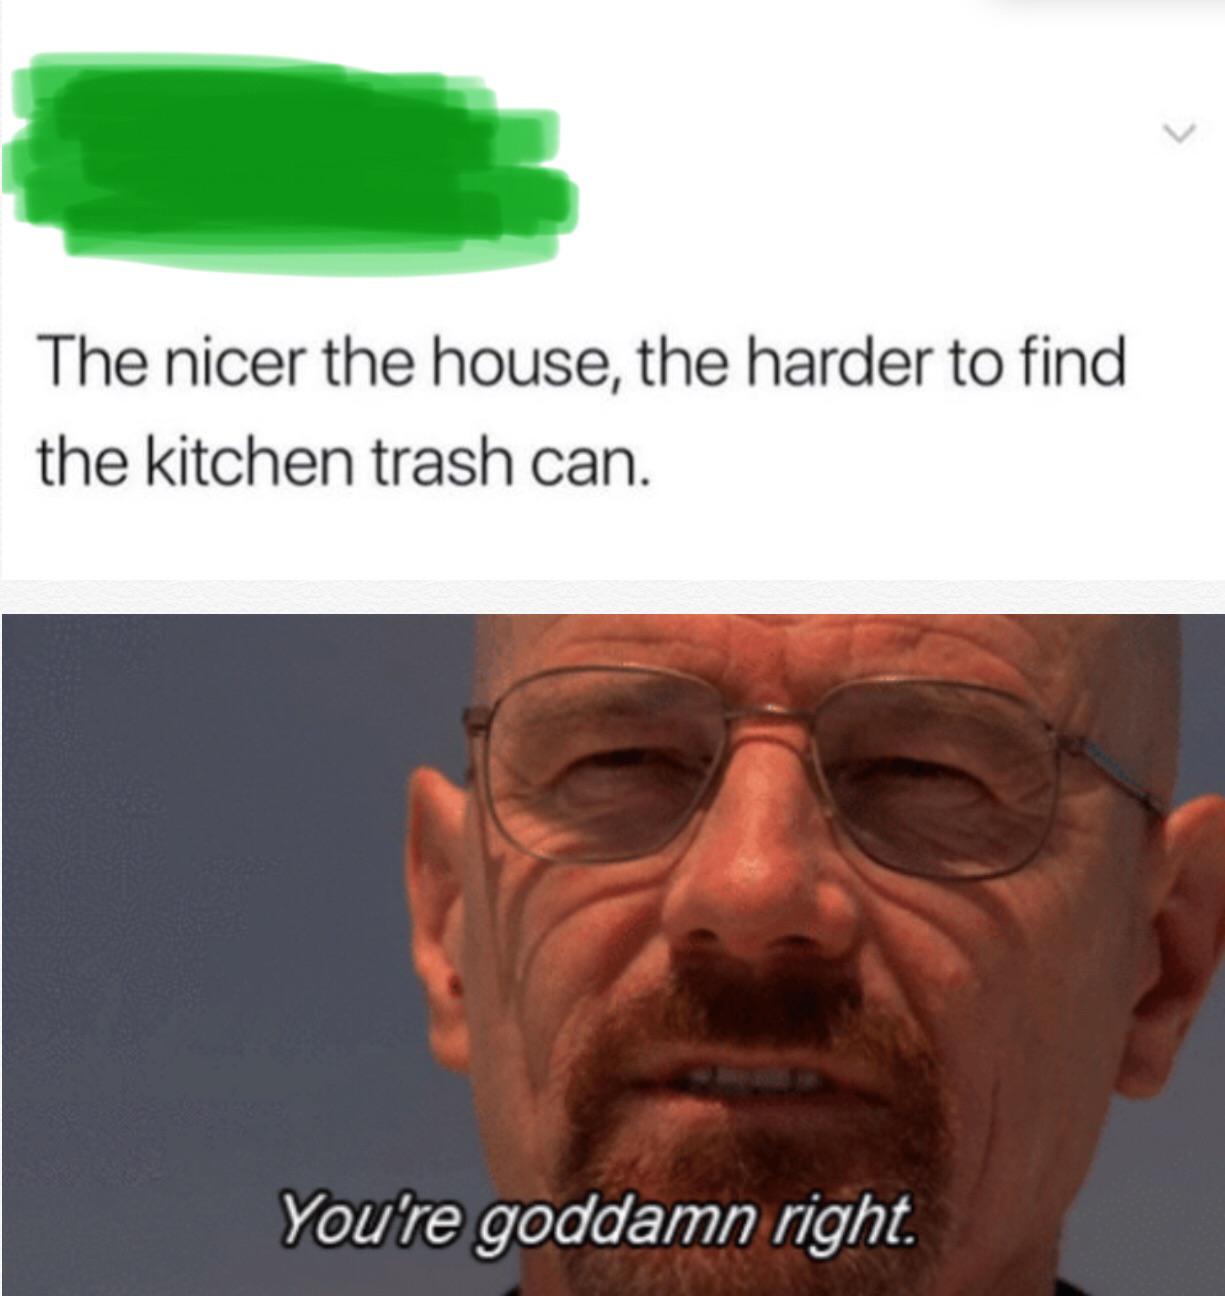 The nicer the house, the harder to find
the kitchen trash can.
You're goddamn right.